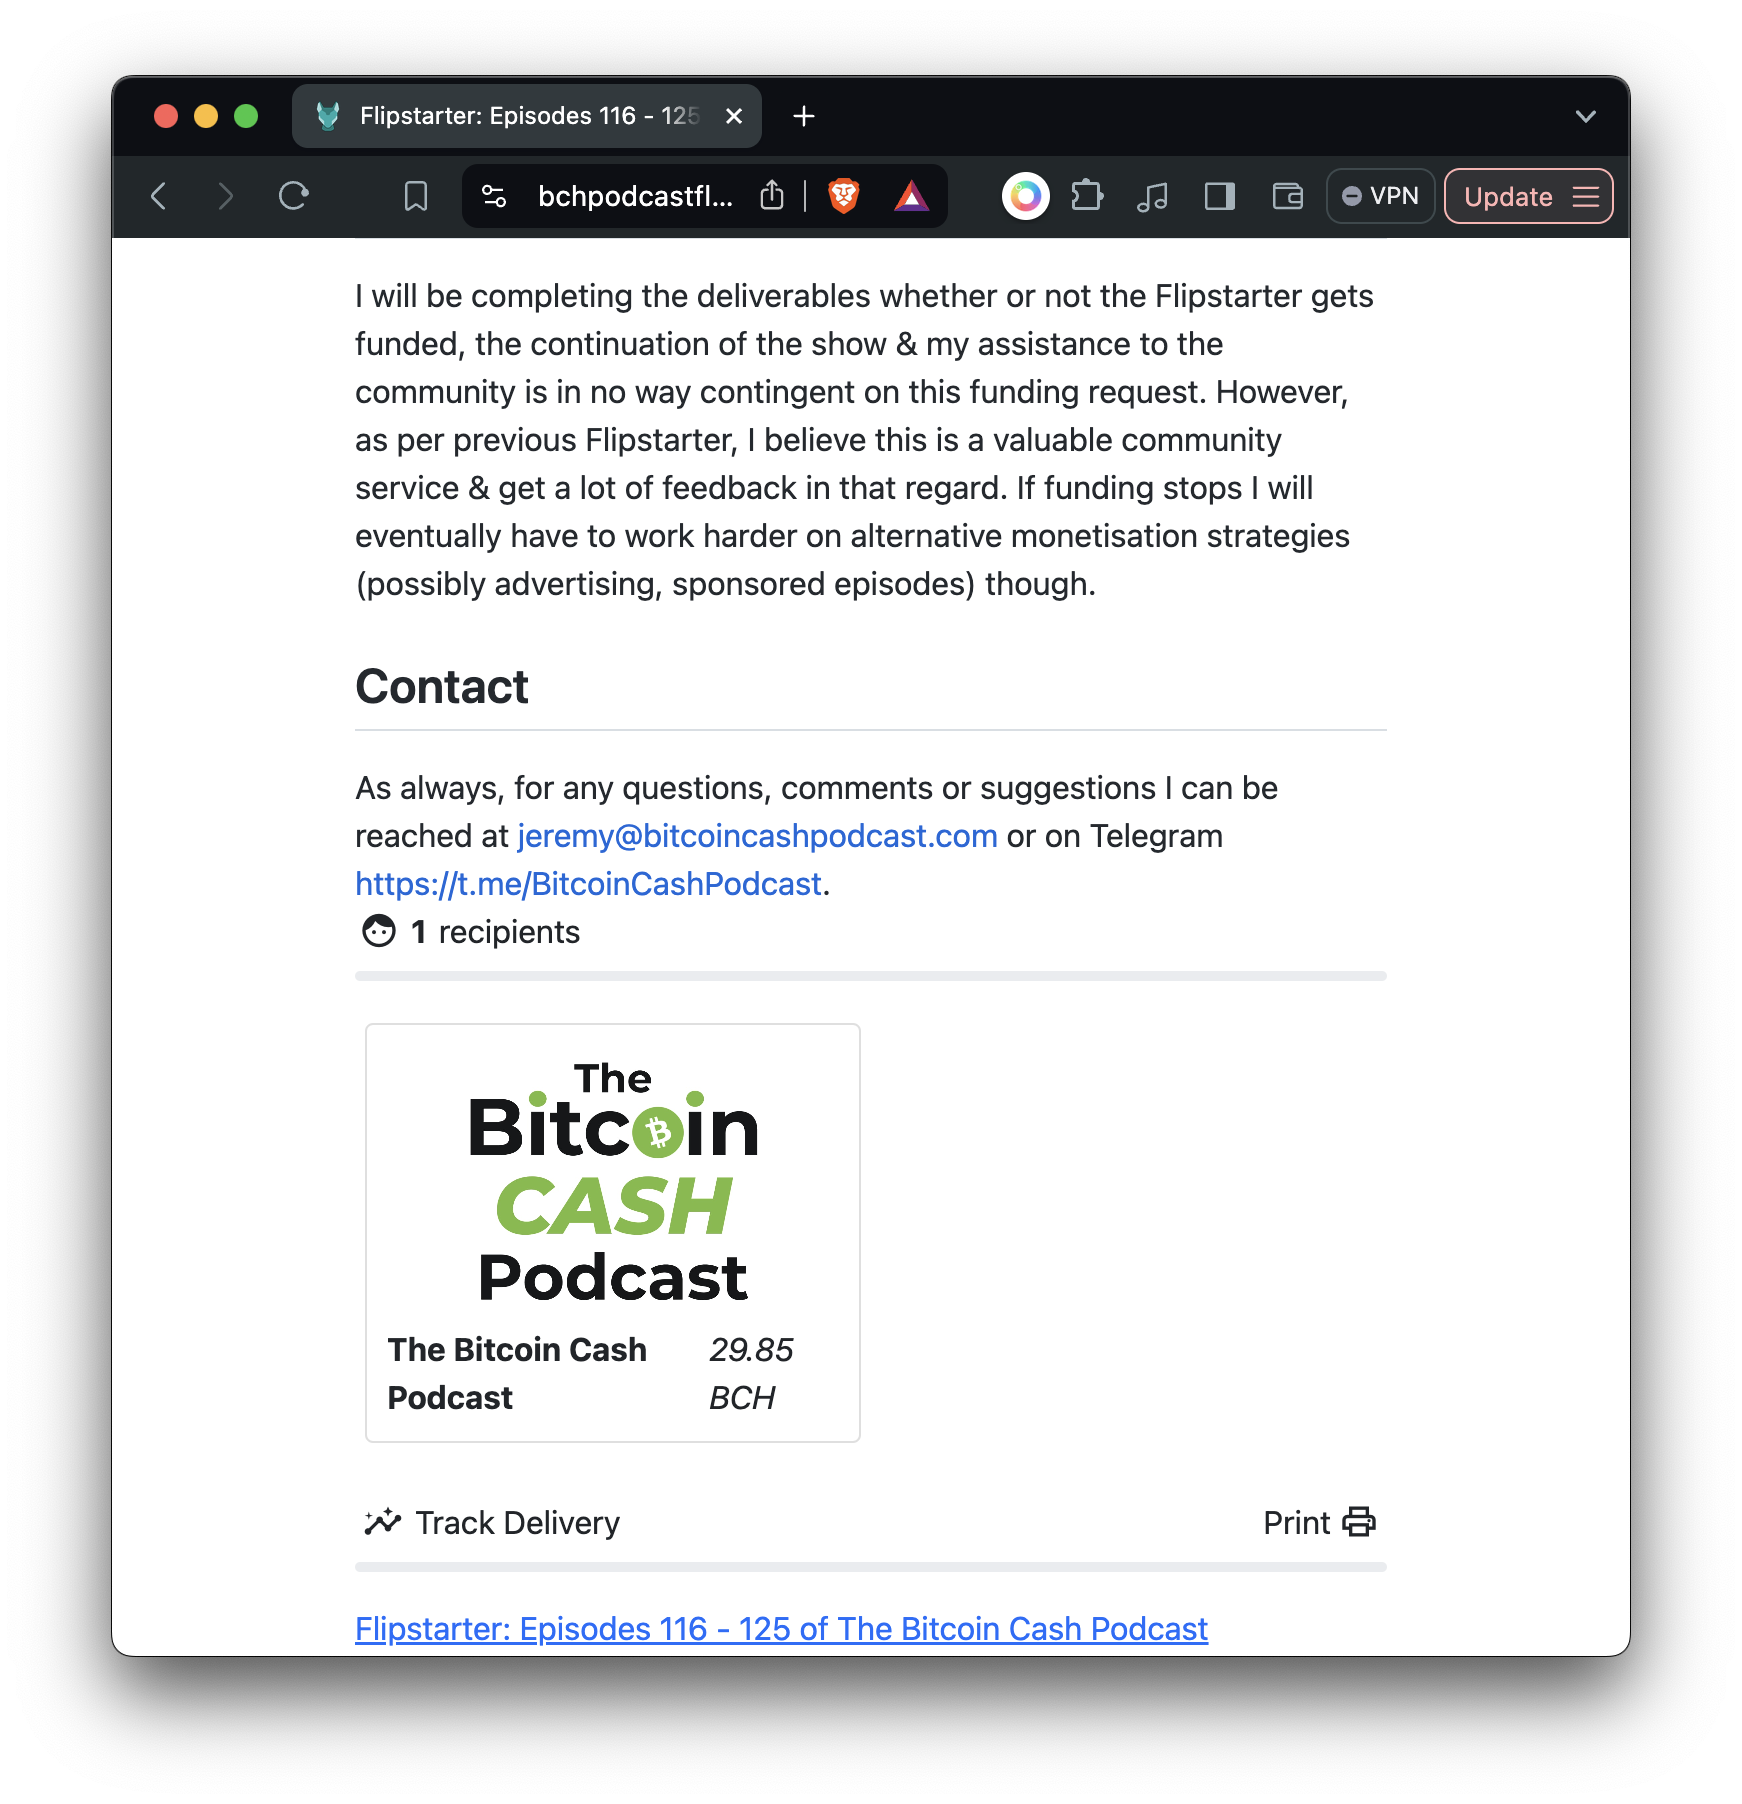 Flipstarter: Episodes 116 - 125
bchpodcastfl...
VPN
Update
I will be completing the deliverables whether or not the Flipstarter gets
funded, the continuation of the show & my assistance to the
community is in no way contingent on this funding request. However,
as per previous Flipstarter, I believe this is a valuable community
service & get a lot of feedback in that regard. If funding stops I will
eventually have to work harder on alternative monetisation strategies
(possibly advertising, sponsored episodes) though.
Contact
As always, for any questions, comments or suggestions I can be
reached at jeremy@bitcoincashpodcast.com or on Telegram
https://t.me/BitcoinCashPodcast.
1 recipients
The
Bitcoin
CASH
Podcast
The Bitcoin Cash
Podcast
29.85
BCH
Track Delivery
Print
Flipstarter: Episodes 116 - 125 of The Bitcoin Cash Podcast